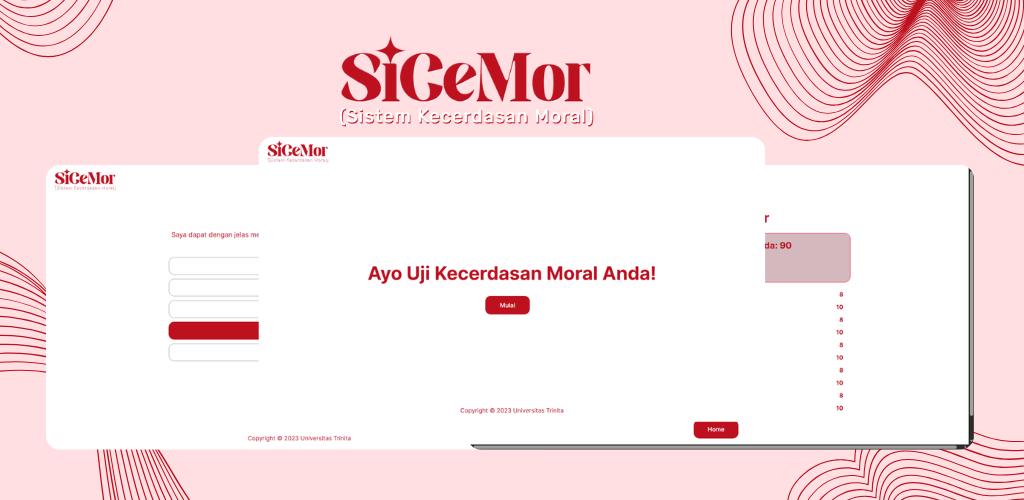 SiCeMor
(Sistem Kecerdasan Moral)
SiCeMor
(Sistem Kecerdasan Moral)
SiCeMor
(Sistem Kecerdasan Moral)
Saya dapat dengan jelas me
Ayo Uji Kecerdasan Moral Anda!
Mulai
Copyright © 2023 Universitas Trinita
Copyright © 2023 Universitas Trinita
r
da: 90
8
10
8
10
8
10
8
10
8
10
Home